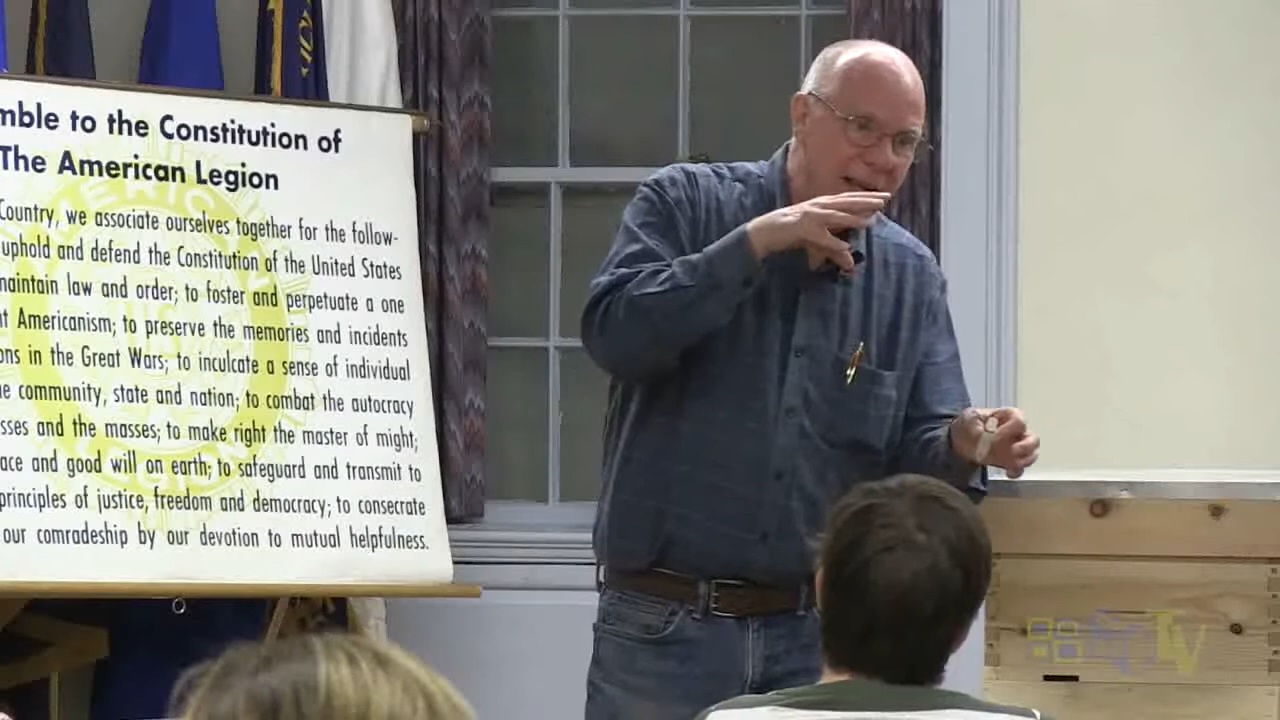 mble to the Constitution of
The American Legion
Country, we associate ourselves together for the follow-
uphold and defend the Constitution of the United States
maintain law and order; to foster and perpetuate a one
Americanism; to preserve the memories and incidents
ons in the Great Wars; to inculcate a sense of individual
community, state and nation; to combat the autocracy
sses and the masses; to make right the master of might;
ace and good will on earth; to safeguard and transmit to
principles of justice, freedom and democracy; to consecrate
our comradeship by our devotion to mutual helpfulness.
AMERICAN